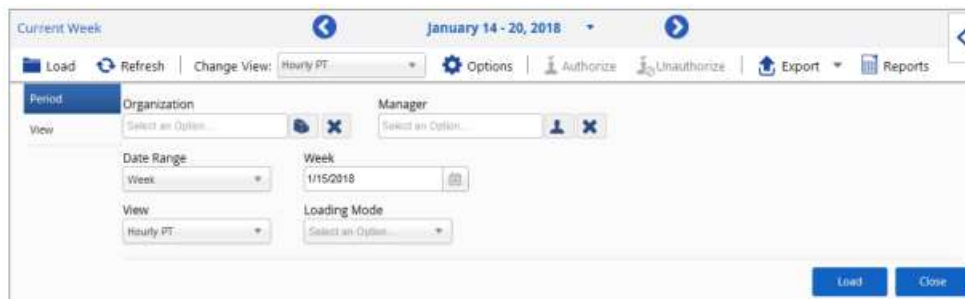 Current Week January 14 - 20, 2018
Load Refresh Change View: Hourly PT Options Authorize Unauthorize Export Reports
Period
View
Organization Manager
Select an Option... Select an Option...
Date Range Week
Week 1/15/2018
View Loading Mode
Hourly PT Select an Option...
Load Close